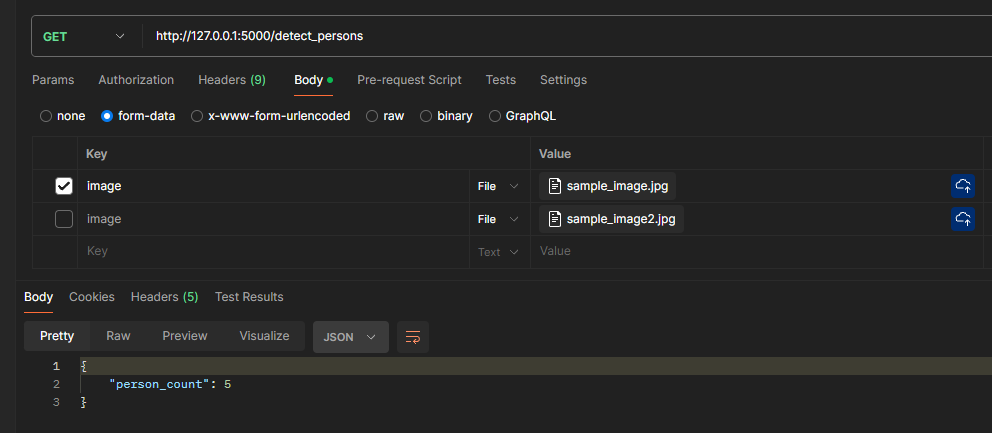 GET http://127.0.0.1:5000/detect_persons
Params Authorization Headers (9) Body Pre-request Script Tests Settings
none form-data x-www-form-urlencoded raw binary GraphQL
Key Value
image File sample_image.jpg
image File sample_image2.jpg
Key Text Value
Body Cookies Headers (5) Test Results
Pretty Raw Preview Visualize JSON
1 {
2 "person_count": 5
3 }